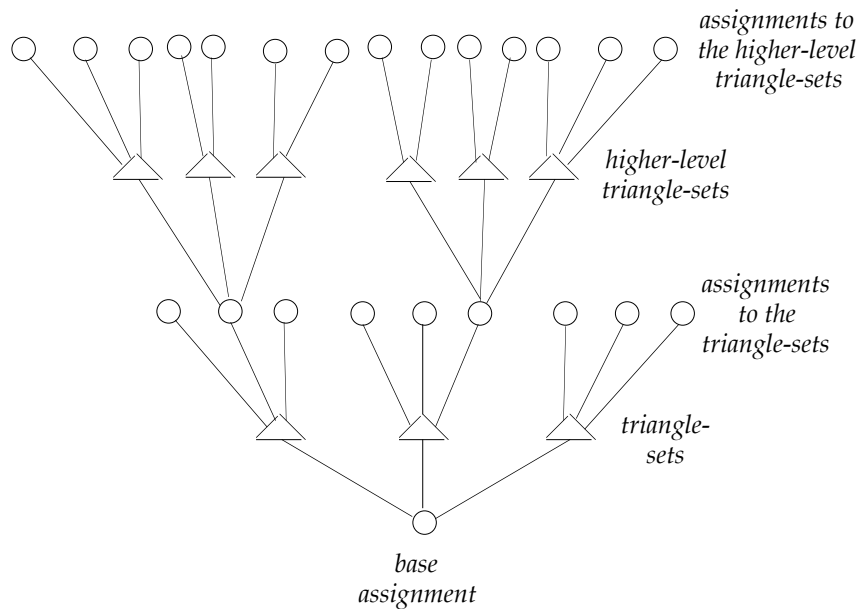 assignments to
the higher-level
triangle-sets
higher-level
triangle-sets
assignments
to the
triangle-sets
triangle-
sets
base
assignment